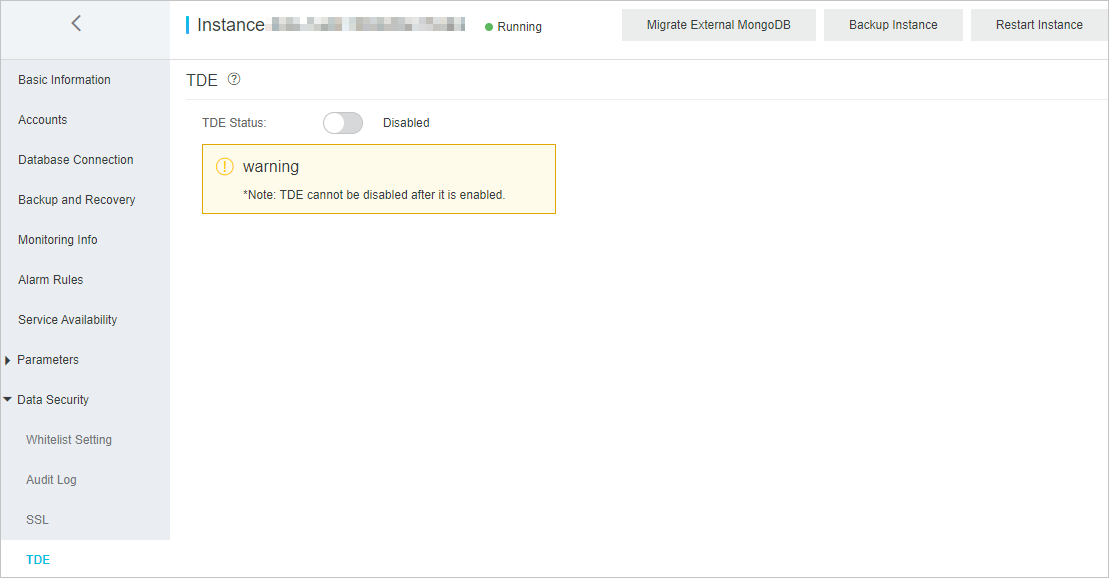 Instance
Running
Migrate External MongoDB
Backup Instance
Restart Instance
Basic Information
Accounts
Database Connection
Backup and Recovery
Monitoring Info
Alarm Rules
Service Availability
Parameters
Data Security
Whitelist Setting
Audit Log
SSL
TDE
TDE ?
TDE Status:
Disabled
warning
*Note: TDE cannot be disabled after it is enabled.